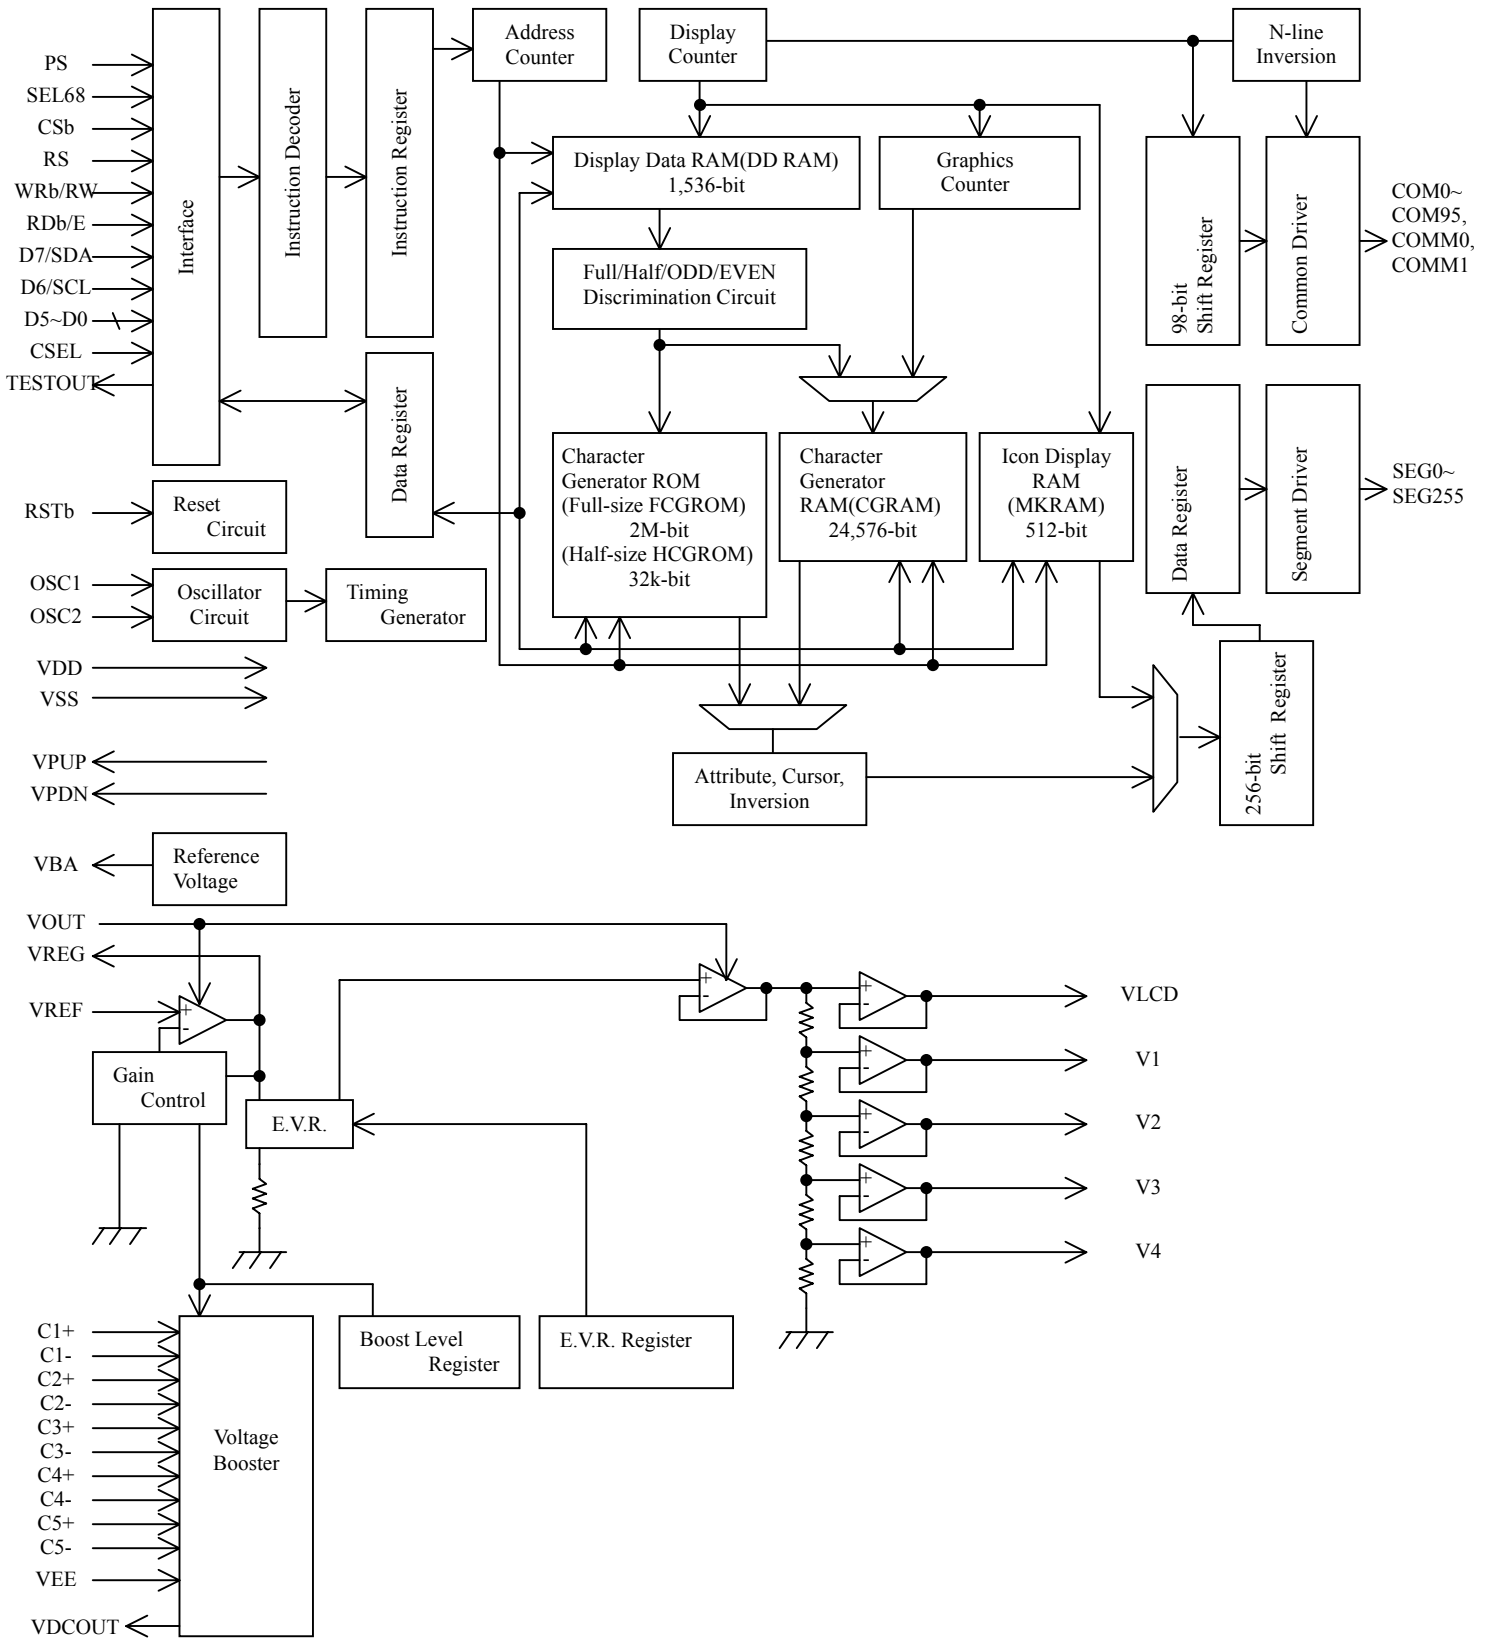 PS
SEL68
CSb
RS
WRb/RW
RDb/E
D7/SDA
D6/SCL
D5~D0
CSEL
TESTOUT
Interface
Instruction Decoder
Instruction Register
Data Register
Address
Counter
Display
Counter
N-line
Inversion
Display Data RAM(DD RAM)
1,536-bit
Graphics
Counter
Full/Half/ODD/EVEN
Discrimination Circuit
98-bit
Shift Register
Common Driver
COM0~
COM95,
COMM0,
COMM1
Character
Generator ROM
(Full-size FCGROM)
2M-bit
(Half-size HCGROM)
32k-bit
Character
Generator
RAM(CGRAM)
24,576-bit
Icon Display
RAM
(MKRAM)
512-bit
Data Register
Segment Driver
SEG0~
SEG255
RSTb
Reset
Circuit
OSC1
OSC2
Oscillator
Circuit
Timing
Generator
VDD
VSS
VPUP
VPDN
Attribute, Cursor,
Inversion
256-bit
Shift Register
VBA
Reference
Voltage
VOUT
VREG
VREF
+
-
Gain
Control
E.V.R.
+
-
+
-
VLCD
+
-
V1
+
-
V2
+
-
V3
+
-
V4
Boost Level
Register
E.V.R. Register
C1+
C1-
C2+
C2-
C3+
C3-
C4+
C4-
C5+
C5-
VEE
VDCOUT
Voltage
Booster